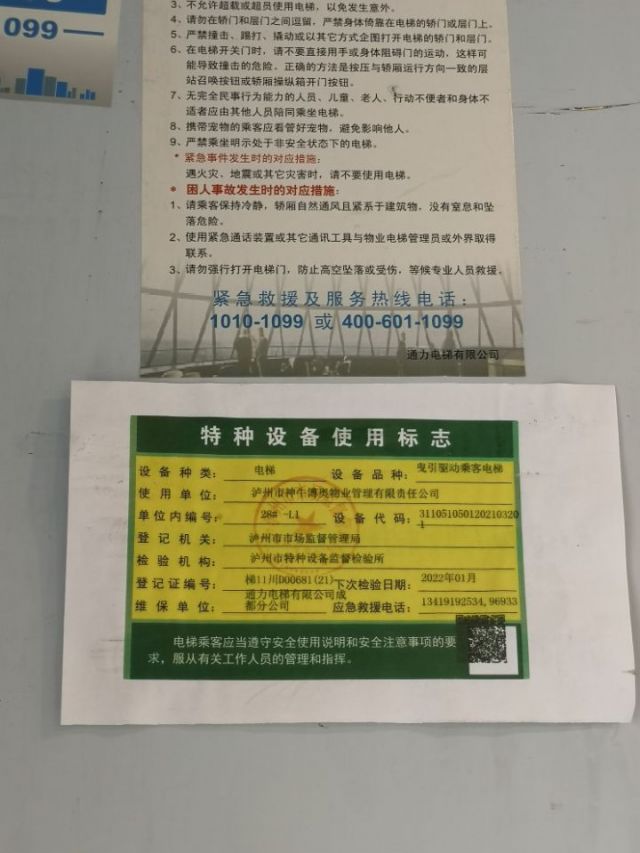 099
3、不允许超载或超员使用电梯，以免发生意外。
4、请勿在轿门和层门之间逗留，严禁身体倚靠在电梯的轿门或层门上。
5、严禁撞击、踢打、撬动或以其它方式企图打开电梯的轿门和层门。
6、在电梯开关门时，请不要直接用手或身体阻碍门的运动，这样可
能导致撞击的危险。正确的方法是按压与轿厢运行方向一致的层
站召唤按钮或轿厢操纵箱开门按钮。
7、无完全民事行为能力的人员、儿童、老人、行动不便者和身体不
适者应由其他人员陪同乘坐电梯。
8、携带宠物的乘客应看管好宠物，避免影响他人。
9、严禁乘坐明示处于非安全状态下的电梯。
* 紧急事件发生时的对应措施：
遇火灾、地震或其它灾害时，请不要使用电梯。
* 困人事故发生时的对应措施：
1、请乘客保持冷静，轿厢自然通风且紧系于建筑物，没有窒息和坠
落危险。
2、使用紧急通话装置或其它通讯工具与物业电梯管理员或外界取得
联系。
3、请勿强行打开电梯门，防止高空坠落或受伤，等候专业人员救援。
紧急救援及服务热线电话：
1010-1099 或 400-601-1099
通力电梯有限公司
特种设备使用标志
设备种类： 电梯 设备品种： 曳引驱动乘客电梯
使用单位： 泸州市神牛溥奥物业管理有限责任公司
单位内编号： 28# -L1 设备代码： 31105105012021032​01
登记机关： 泸州市市场监督管理局
检验机构： 泸州市特种设备监督检验所
登记证编号： 梯11川D00681(21) 下次检验日期： 2022年01月
维保单位： 通力电梯有限公司成都分公司 应急救援电话： 13419192534,96933
电梯乘客应当遵守安全使用说明和安全注意事项的要
求，服从有关工作人员的管理和指挥。